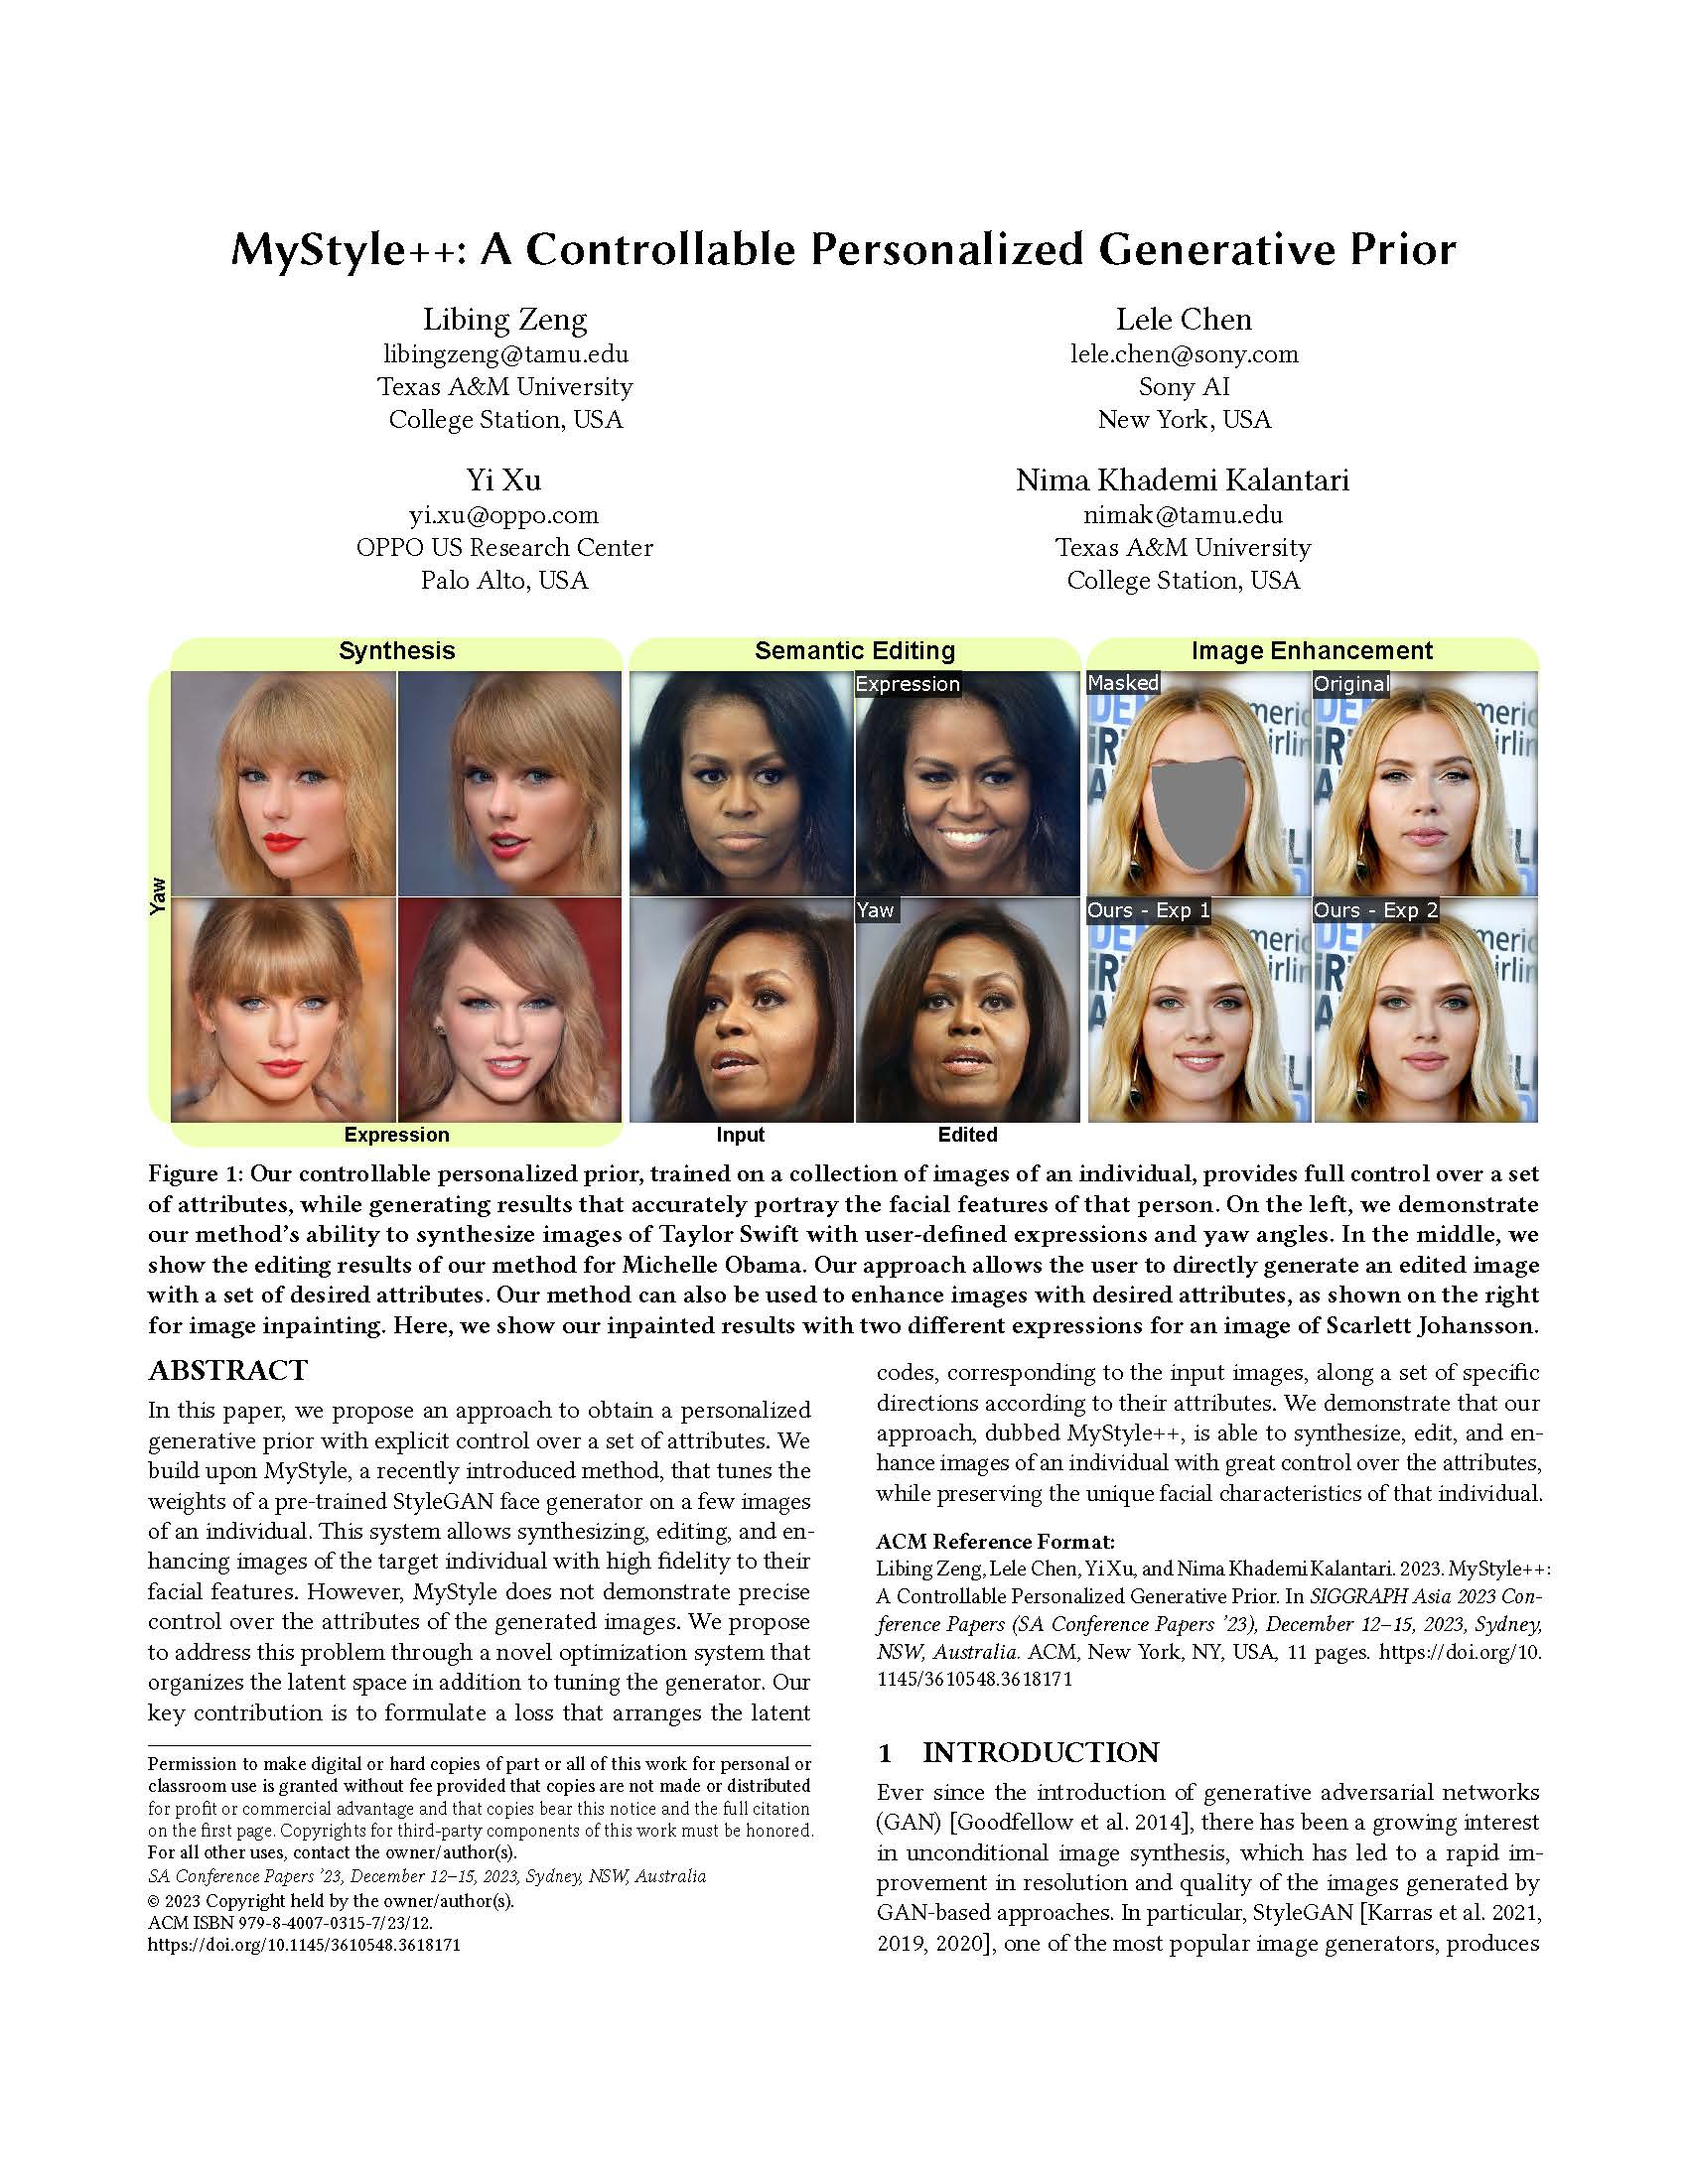 MyStyle++: A Controllable Personalized Generative Prior
Libing Zeng
libingzeng@tamu.edu
Texas A&M University
College Station, USA
Lele Chen
lele.chen@sony.com
Sony AI
New York, USA
Yi Xu
yi.xu@oppo.com
OPPO US Research Center
Palo Alto, USA
Nima Khademi Kalantari
nimak@tamu.edu
Texas A&M University
College Station, USA
Synthesis
Semantic Editing
Image Enhancement
Expression
Masked
Original
Yaw
Yaw
Ours - Exp 1
Ours - Exp 2
Expression
Input
Edited
Figure 1: Our controllable personalized prior, trained on a collection of images of an individual, provides full control over a set
of attributes, while generating results that accurately portray the facial features of that person. On the left, we demonstrate
our method's ability to synthesize images of Taylor Swift with user-defined expressions and yaw angles. In the middle, we
show the editing results of our method for Michelle Obama. Our approach allows the user to directly generate an edited image
with a set of desired attributes. Our method can also be used to enhance images with desired attributes, as shown on the right
for image inpainting. Here, we show our inpainted results with two different expressions for an image of Scarlett Johansson.
ABSTRACT
In this paper, we propose an approach to obtain a personalized
generative prior with explicit control over a set of attributes. We
build upon MyStyle, a recently introduced method, that tunes the
weights of a pre-trained StyleGAN face generator on a few images
of an individual. This system allows synthesizing, editing, and en-
hancing images of the target individual with high fidelity to their
facial features. However, MyStyle does not demonstrate precise
control over the attributes of the generated images. We propose
to address this problem through a novel optimization system that
organizes the latent space in addition to tuning the generator. Our
key contribution is to formulate a loss that arranges the latent
Permission to make digital or hard copies of part or all of this work for personal or
classroom use is granted without fee provided that copies are not made or distributed
for profit or commercial advantage and that copies bear this notice and the full citation
on the first page. Copyrights for third-party components of this work must be honored.
For all other uses, contact the owner/author(s).
SA Conference Papers '23, December 12–15, 2023, Sydney, NSW, Australia
© 2023 Copyright held by the owner/author(s).
ACM ISBN 979-8-4007-0315-7/23/12.
https://doi.org/10.1145/3610548.3618171
codes, corresponding to the input images, along a set of specific
directions according to their attributes. We demonstrate that our
approach, dubbed MyStyle++, is able to synthesize, edit, and en-
hance images of an individual with great control over the attributes,
while preserving the unique facial characteristics of that individual.
ACM Reference Format:
Libing Zeng, Lele Chen, Yi Xu, and Nima Khademi Kalantari. 2023. MyStyle++:
A Controllable Personalized Generative Prior. In SIGGRAPH Asia 2023 Con-
ference Papers (SA Conference Papers '23), December 12–15, 2023, Sydney,
NSW, Australia. ACM, New York, NY, USA, 11 pages. https://doi.org/10.
1145/3610548.3618171
1 INTRODUCTION
Ever since the introduction of generative adversarial networks
(GAN) [Goodfellow et al. 2014], there has been a growing interest
in unconditional image synthesis, which has led to a rapid im-
provement in resolution and quality of the images generated by
GAN-based approaches. In particular, StyleGAN [Karras et al. 2021,
2019, 2020], one of the most popular image generators, produces